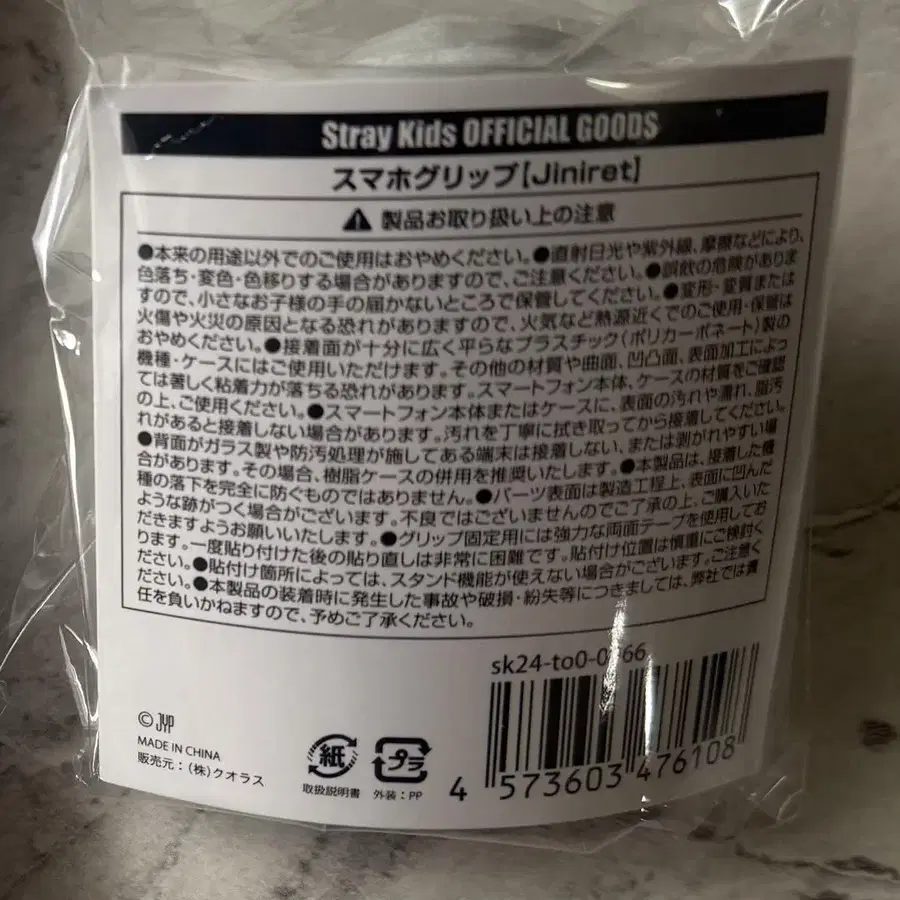 Stray Kids OFFICIAL GOODS
スマホグリップ【Jiniret】
製品お取り扱い上の注意
●本来の用途以外でのご使用はおやめください。●直射日光や紫外線、摩擦などにより、
色落ち・変色・色移りする場合がありますので、ご注意ください。●誤飲の危険がありま
すので、小さなお子様の手の届かないところで保管してください。●変形・変質または
火傷や火災の原因となる恐れがありますので、火気など熱源近くでのご使用・保管は
おやめください。●接着面が十分に広く平らなプラスチック(ポリカーボネート)製の
機種・ケースにはご使用いただけます。その他の材質や曲面、凹凸面、表面加工によっ
ては著しく粘着力が落ちる恐れがあります。スマートフォン本体、ケースの材質をご確認
の上、ご使用ください。●スマートフォン本体またはケースに、表面の汚れや濡れ、脂汚
れがあると接着しない場合があります。汚れを丁寧に拭き取ってから接着してください。
●背面がガラス製や防汚処理が施してある端末は接着しない、または剥がれやすい場
合があります。その場合、樹脂ケースの併用を推奨いたします。●本製品は、接着した機
種の落下を完全に防ぐものではありません。●パーツ表面は製造工程上、表面に凹んだ
ような跡がつく場合がございます。不良ではございませんのでご了承の上、ご購入いた
だきますようお願いいたします。●グリップ固定用には強力な両面テープを使用してお
ります。一度貼り付けた後の貼り直しは非常に困難です。貼付け位置は慎重にご検討く
ださい。●貼付け箇所によっては、スタンド機能が使えない場合がございます。ご注意く
ださい。●本製品の装着時に発生した事故や破損・紛失等につきましては、弊社では責
任を負いかねますので、予めご了承ください。
© JYP
MADE IN CHINA
販売元:(株)クオラス
紙
取扱説明書
プラ
外装:PP
4 573603 476108